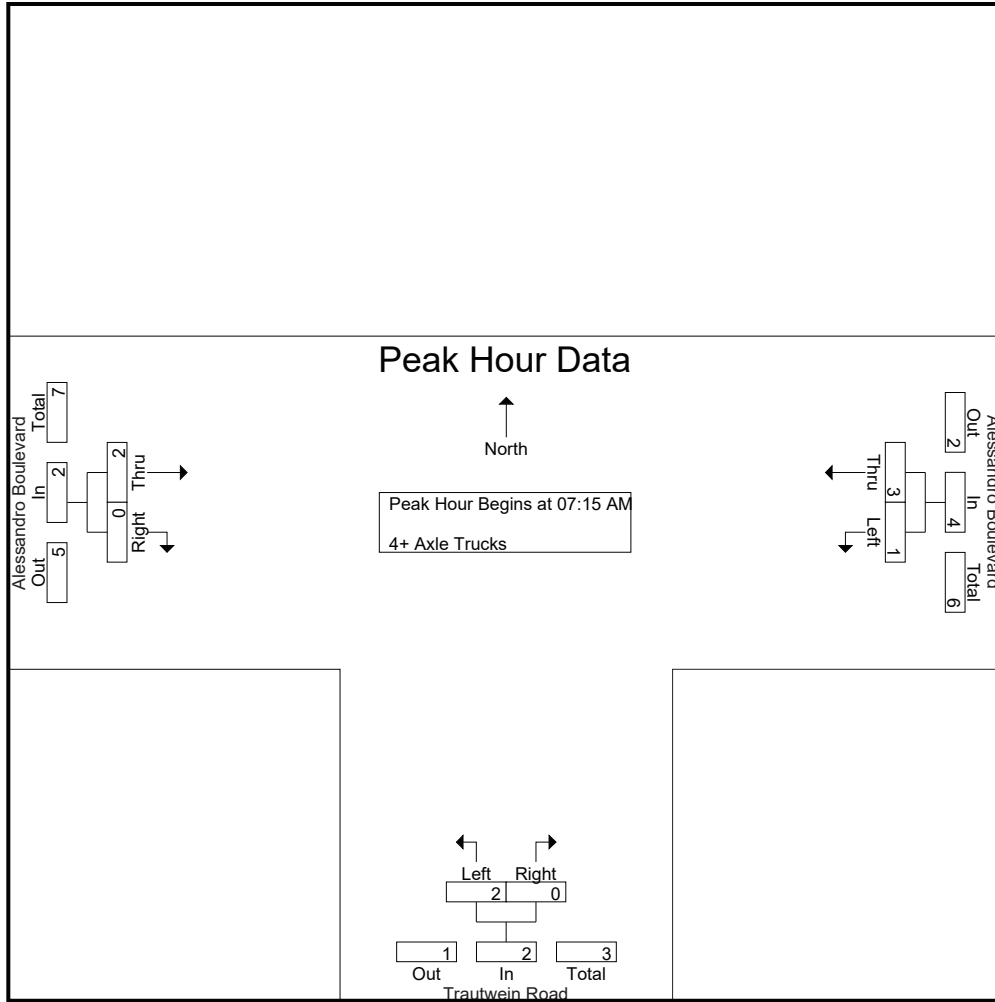 Peak Hour Data
North
Peak Hour Begins at 07:15 AM
4+ Axle Trucks
Alessandro Boulevard
Total
7
In
2
Out
5
Thru
2
Right
0
Alessandro Boulevard
Out
2
In
4
Total
6
Thru
3
Left
1
Left Right
2 0
1 2 3
Out In Total
Trautwein Road